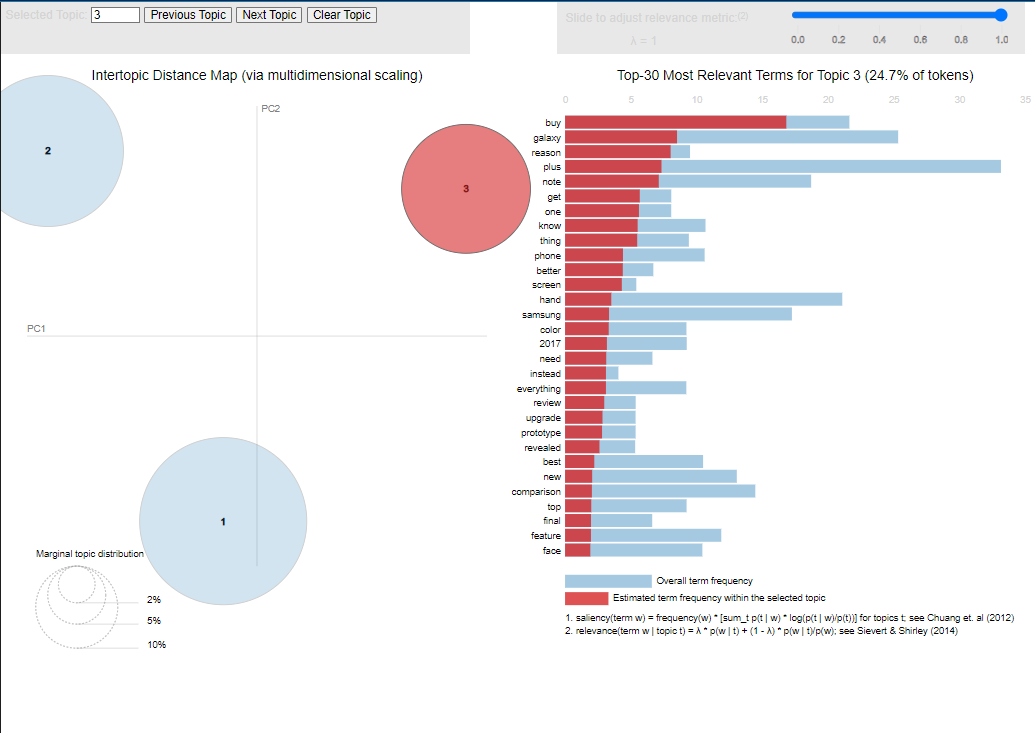 Selected Topic: 3 Previous Topic Next Topic Clear Topic
Slide to adjust relevance metric:(2)
λ = 1
0.0 0.2 0.4 0.6 0.8 1.0
Intertopic Distance Map (via multidimensional scaling)
PC2
2
3
PC1
1
Marginal topic distribution
2%
5%
10%
Top-30 Most Relevant Terms for Topic 3 (24.7% of tokens)
0 5 10 15 20 25 30 35
buy
galaxy
reason
plus
note
get
one
know
thing
phone
better
screen
hand
samsung
color
2017
need
instead
everything
review
upgrade
prototype
revealed
best
new
comparison
top
final
feature
face
Overall term frequency
Estimated term frequency within the selected topic
1. saliency(term w) = frequency(w) * [sum_t p(t | w) * log(p(t | w)/p(t))] for topics t; see Chuang et. al (2012)
2. relevance(term w | topic t) = λ * p(w | t) + (1 - λ) * p(w | t)/p(w); see Sievert & Shirley (2014)